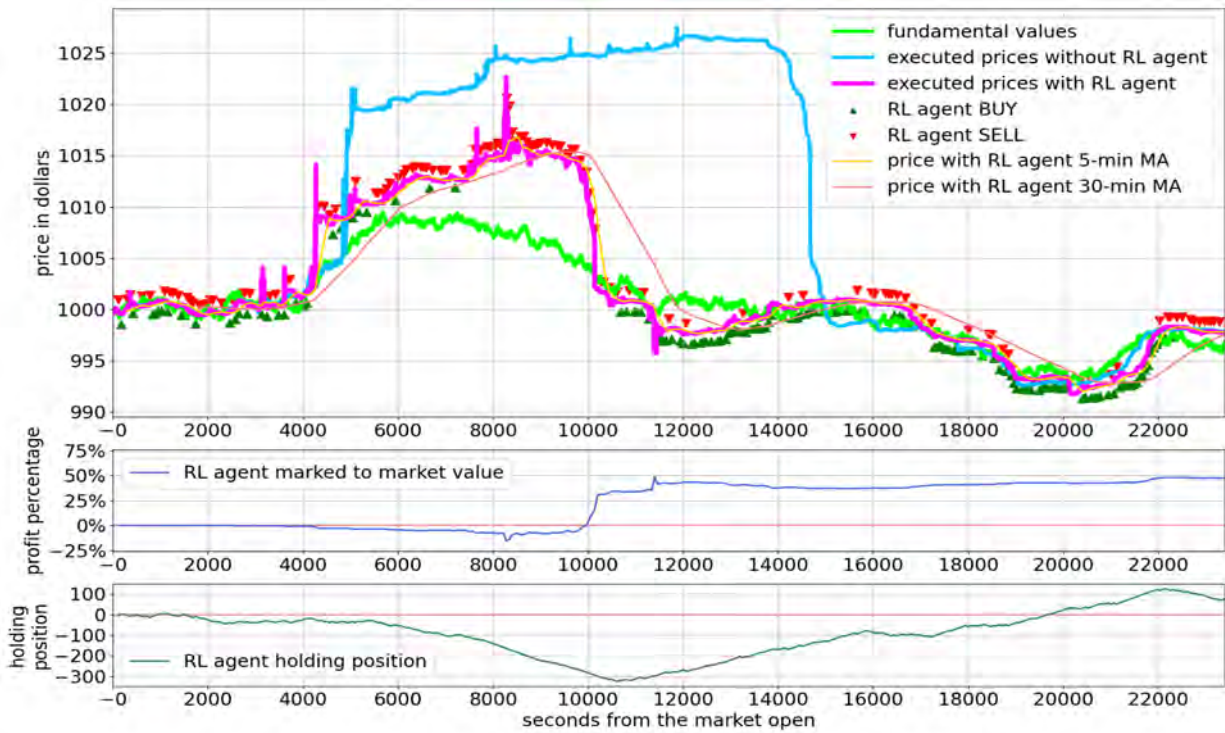 fundamental values
executed prices without RL agent
executed prices with RL agent
RL agent BUY
RL agent SELL
price with RL agent 5-min MA
price with RL agent 30-min MA
price in dollars
1025
1020
1015
1010
1005
1000
995
990
−0 2000 4000 6000 8000 10000 12000 14000 16000 18000 20000 22000
profit percentage
75%
50%
25%
0%
−25%
RL agent marked to market value
−0 2000 4000 6000 8000 10000 12000 14000 16000 18000 20000 22000
holding
position
100
0
−100
−200
−300
RL agent holding position
−0 2000 4000 6000 8000 10000 12000 14000 16000 18000 20000 22000
seconds from the market open